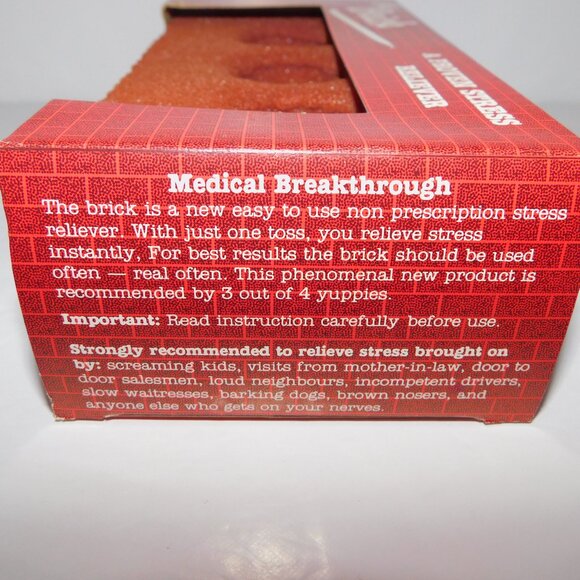 A PROVEN STRESS
RELIEVER
Medical Breakthrough
The brick is a new easy to use non prescription stress
reliever. With just one toss, you relieve stress
instantly. For best results the brick should be used
often — real often. This phenomenal new product is
recommended by 3 out of 4 yuppies.
Important: Read instruction carefully before use.
Strongly recommended to relieve stress brought on
by: screaming kids, visits from mother-in-law, door to
door salesmen, loud neighbours, incompetent drivers,
slow waitresses, barking dogs, brown nosers, and
anyone else who gets on your nerves.